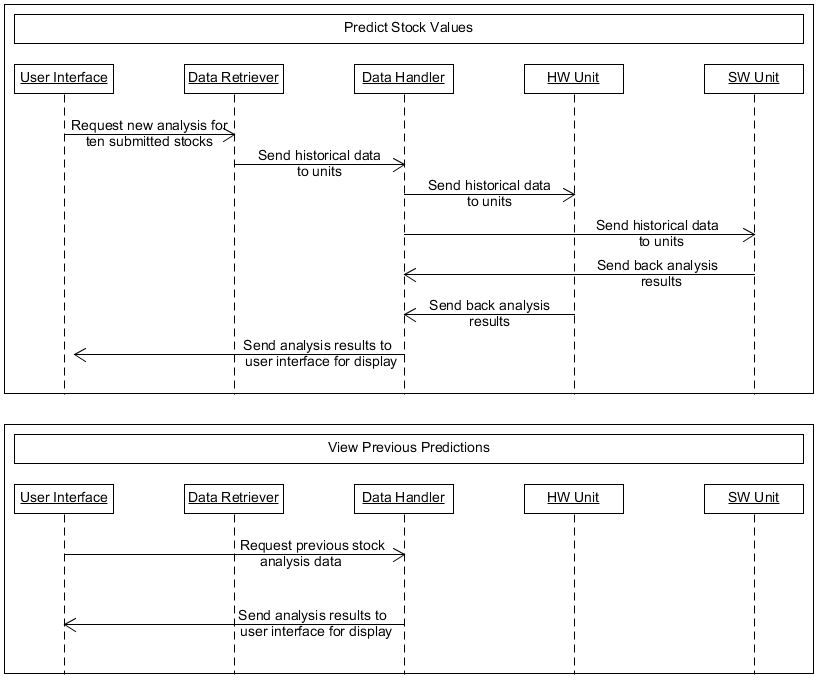 Predict Stock Values
User Interface
Data Retriever
Data Handler
HW Unit
SW Unit
Request new analysis for
ten submitted stocks
Send historical data
to units
Send historical data
to units
Send historical data
to units
Send back analysis
results
Send back analysis
results
Send analysis results to
user interface for display
View Previous Predictions
User Interface
Data Retriever
Data Handler
HW Unit
SW Unit
Request previous stock
analysis data
Send analysis results to
user interface for display